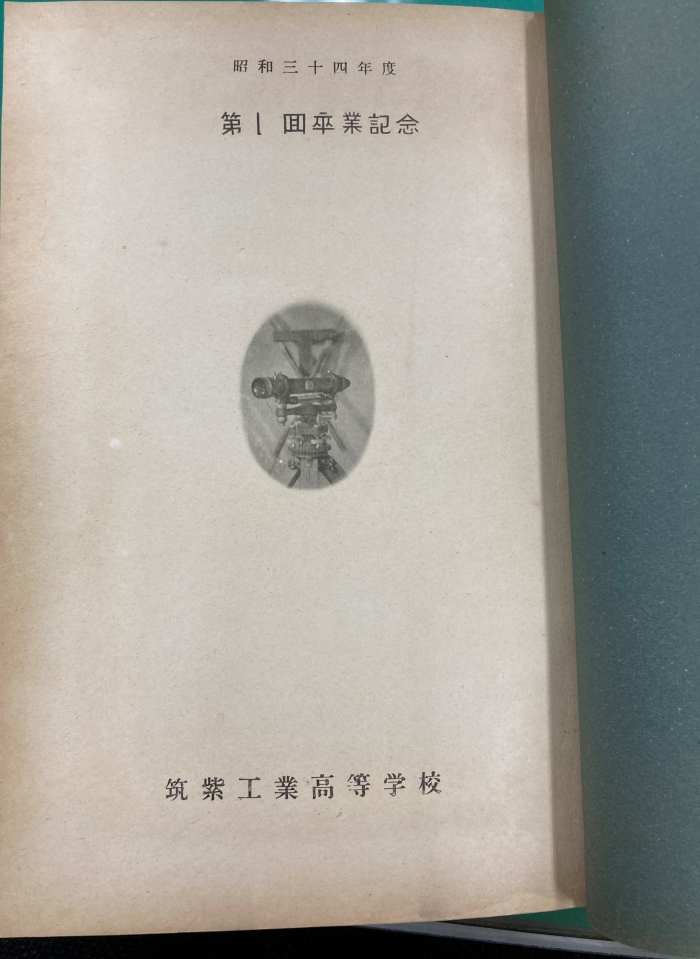 昭和三十四年度
第1回卒業記念
筑紫工業高等学校